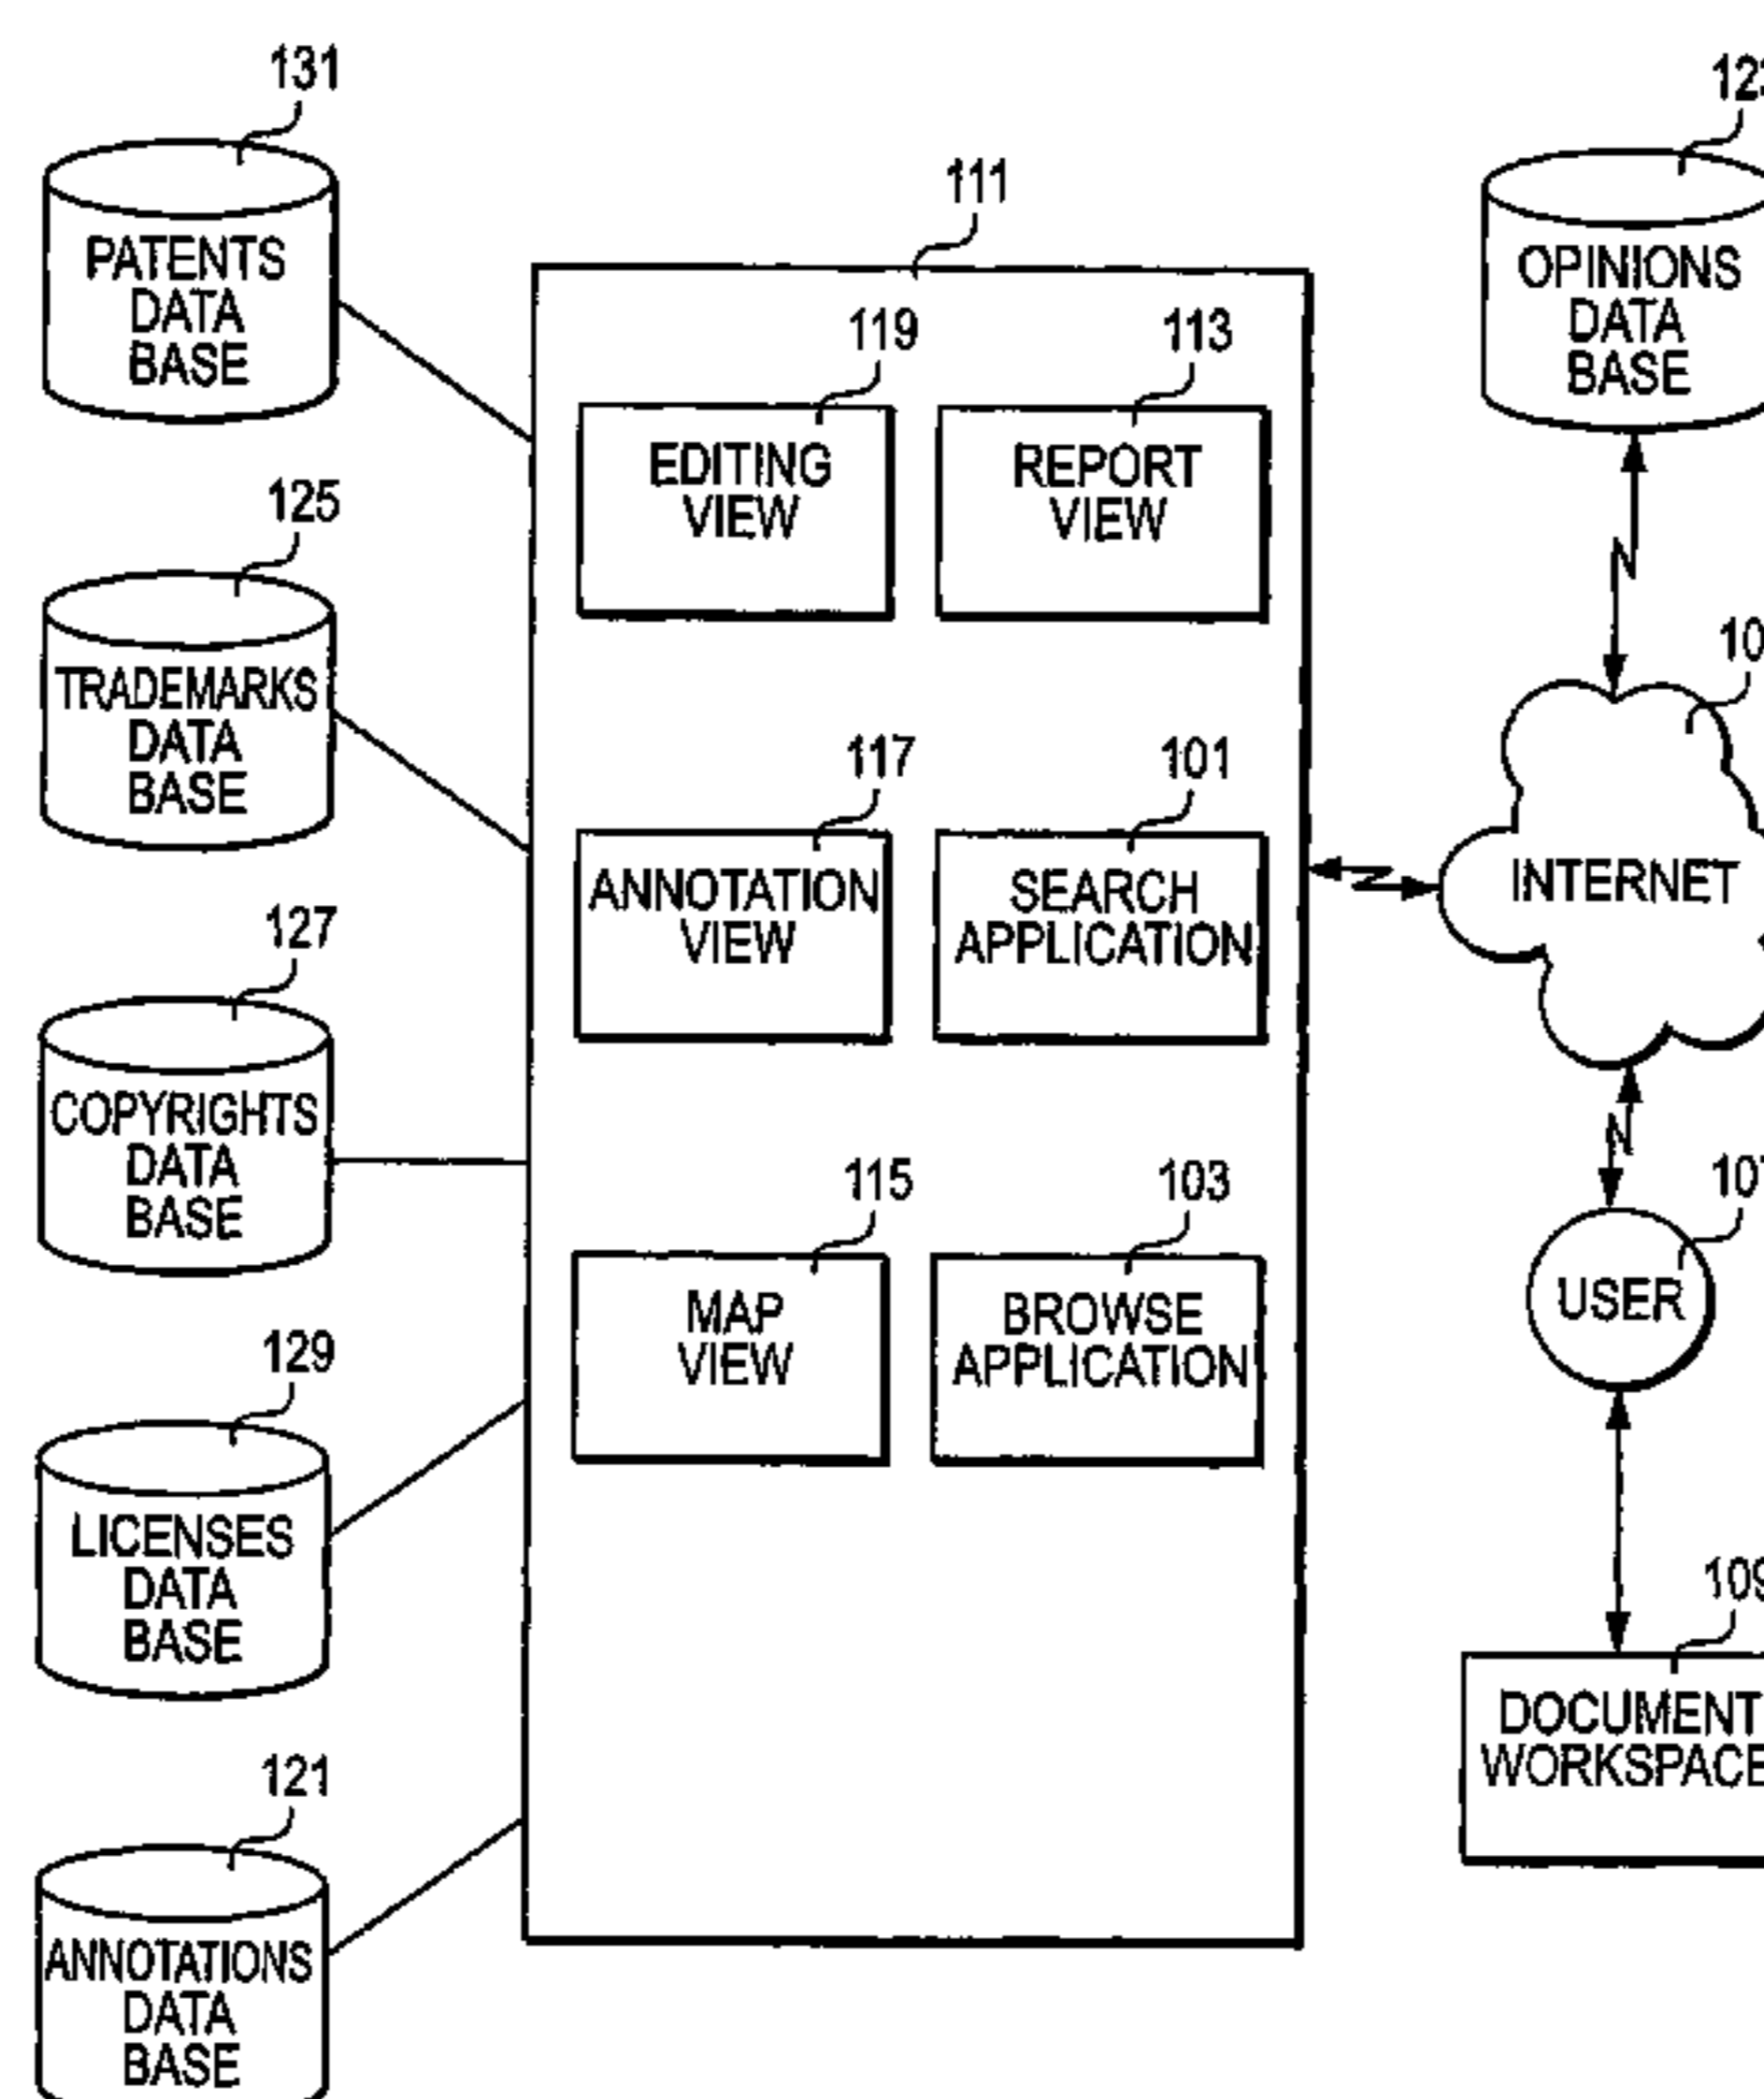 131
PATENTS
DATA
BASE
125
TRADEMARKS
DATA
BASE
127
COPYRIGHTS
DATA
BASE
129
LICENSES
DATA
BASE
121
ANNOTATIONS
DATA
BASE
111
119
EDITING
VIEW
113
REPORT
VIEW
117
ANNOTATION
VIEW
101
SEARCH
APPLICATION
115
MAP
VIEW
103
BROWSE
APPLICATION
OPINIONS
DATA
BASE
INTERNET
107
USER
109
DOCUMENT
WORKSPACE